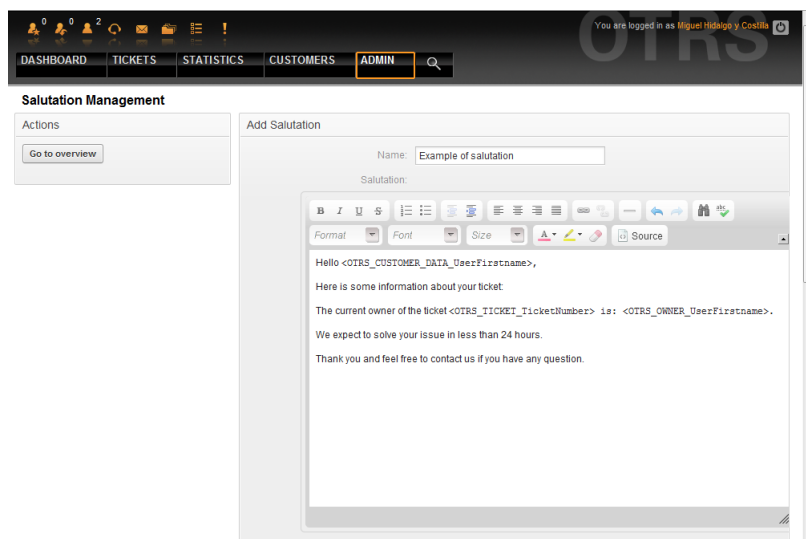 0 0 2
You are logged in as Miguel Hidalgo y Costilla
OTRS
DASHBOARD TICKETS STATISTICS CUSTOMERS ADMIN
Salutation Management
Actions
Go to overview
Add Salutation
Name: Example of salutation
Salutation:
B I U S abc
Format Font Size A Source
Hello <OTRS_CUSTOMER_DATA_UserFirstname>,
Here is some information about your ticket:
The current owner of the ticket <OTRS_TICKET_TicketNumber> is: <OTRS_OWNER_UserFirstname>.
We expect to solve your issue in less than 24 hours.
Thank you and feel free to contact us if you have any question.